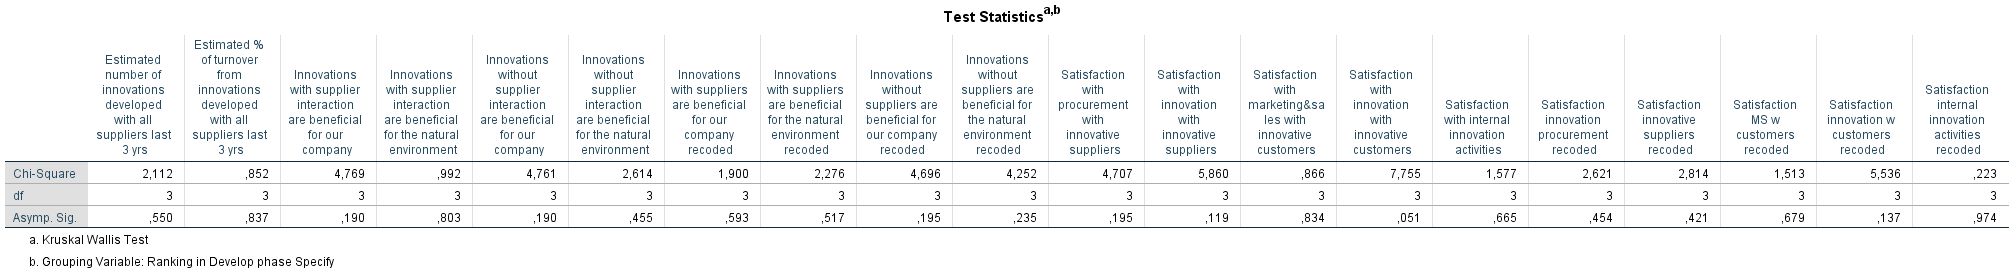 Test Statistics a,b
Estimated number of innovations developed with all suppliers last 3 yrs
Estimated % of turnover from innovations developed with all suppliers last 3 yrs
Innovations with supplier interaction are beneficial for our company
Innovations with supplier interaction are beneficial for the natural environment
Innovations without supplier interaction are beneficial for our company
Innovations without supplier interaction are beneficial for the natural environment
Innovations with suppliers are beneficial for our company recoded
Innovations with suppliers are beneficial for the natural environment recoded
Innovations without suppliers are beneficial for our company recoded
Innovations without suppliers are beneficial for the natural environment recoded
Satisfaction with procurement with innovative suppliers
Satisfaction with innovation with innovative suppliers
Satisfaction with marketing&sales with innovative customers
Satisfaction with innovation with innovative customers
Satisfaction with internal innovation activities
Satisfaction innovation procurement recoded
Satisfaction innovative suppliers recoded
Satisfaction MS w customers recoded
Satisfaction innovation w customers recoded
Satisfaction internal innovation activities recoded
Chi-Square 2,112 ,852 4,769 ,992 4,761 2,614 1,900 2,276 4,696 4,252 4,707 5,860 ,866 7,755 1,577 2,621 2,814 1,513 5,536 ,223
df 3 3 3 3 3 3 3 3 3 3 3 3 3 3 3 3 3 3 3 3
Asymp. Sig. ,550 ,837 ,190 ,803 ,190 ,455 ,593 ,517 ,195 ,235 ,195 ,119 ,834 ,051 ,665 ,454 ,421 ,679 ,137 ,974
a. Kruskal Wallis Test
b. Grouping Variable: Ranking in Develop phase Specify